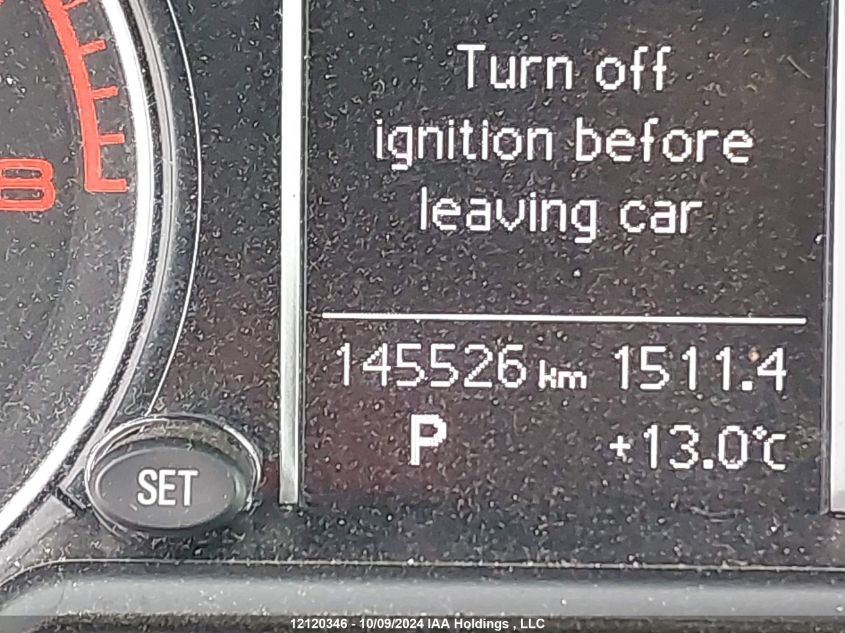 Turn off
ignition before
leaving car
145526 km 1511.4
P +13.0°C
8
SET
12120346 - 10/09/2024 IAA Holdings , LLC